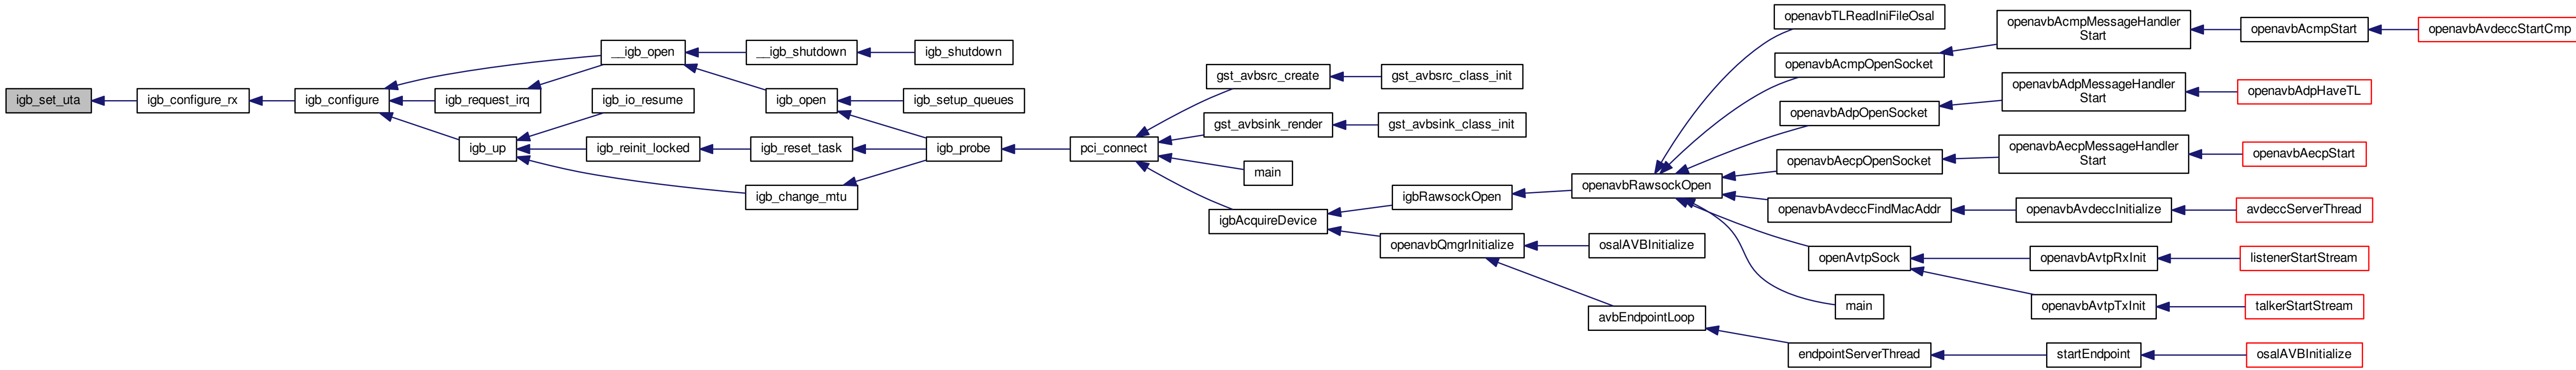 igb_set_uta
igb_configure_rx
igb_configure
__igb_open
__igb_shutdown
igb_shutdown
igb_request_irq
igb_io_resume
igb_open
igb_setup_queues
igb_up
igb_reinit_locked
igb_reset_task
igb_probe
igb_change_mtu
pci_connect
gst_avbsrc_create
gst_avbsrc_class_init
gst_avbsink_render
gst_avbsink_class_init
main
igbAcquireDevice
igbRawsockOpen
openavbQmgrInitialize
osalAVBInitialize
avbEndpointLoop
openavbRawsockOpen
openavbTLReadIniFileOsal
openavbAcmpOpenSocket
openavbAcmpMessageHandler
Start
openavbAcmpStart
openavbAvdeccStartCmp
openavbAdpOpenSocket
openavbAdpMessageHandler
Start
openavbAdpHaveTL
openavbAecpOpenSocket
openavbAecpMessageHandler
Start
openavbAecpStart
openavbAvdeccFindMacAddr
openavbAvdeccInitialize
avdeccServerThread
openAvtpSock
openavbAvtpRxInit
listenerStartStream
openavbAvtpTxInit
talkerStartStream
main
endpointServerThread
startEndpoint
osalAVBInitialize